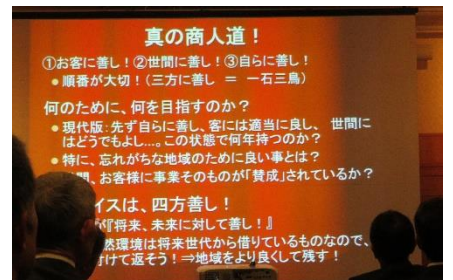 真の商人道！
①お客に善し！②世間に善し！③自らに善し！
●順番が大切！（三方に善し ＝ 一石三鳥）
何のために、何を目指すのか？
●現代版：先ず自らに善し、客には適当に良し、 世間に
はどうでもよし…。この状態で何年持つのか？
●特に、忘れがちな地域のために良い事とは？
、お客様に事業そのものが「賛成」されているか？
イスは、四方善し！
『将来、未来に対して善し！』
然環境は将来世代から借りているものなので、
付けて返そう！⇒地域をより良くして残す！